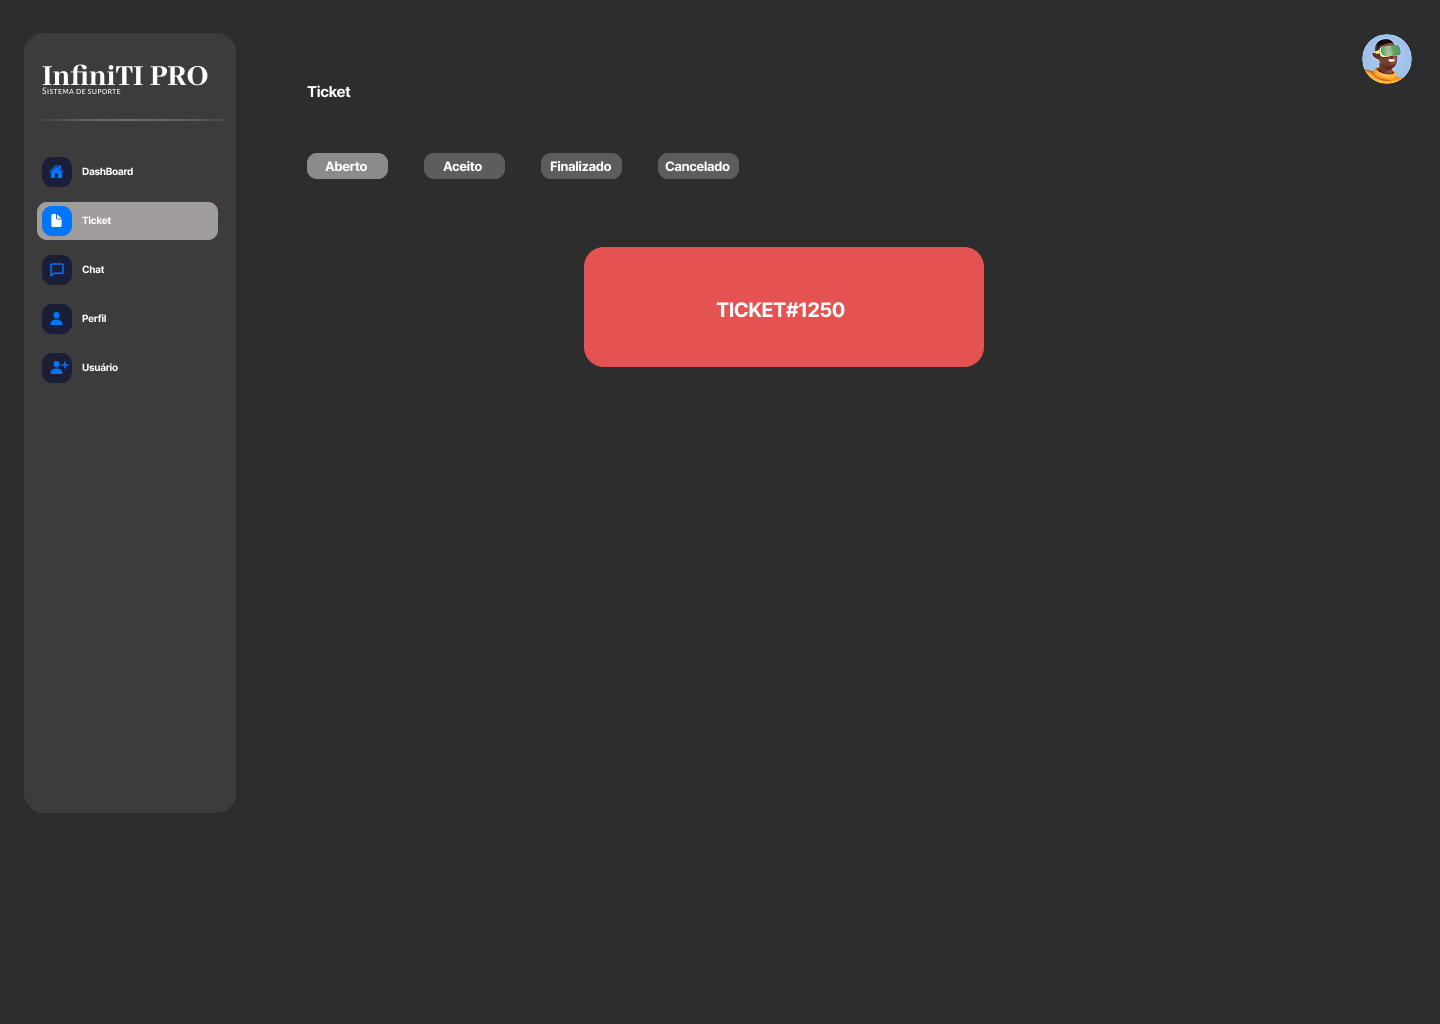 InfiniTI PRO
Sistema de suporte
DashBoard
Ticket
Chat
Perfil
Usuário
Ticket
Aberto
Aceito
Finalizado
Cancelado
TICKET#1250